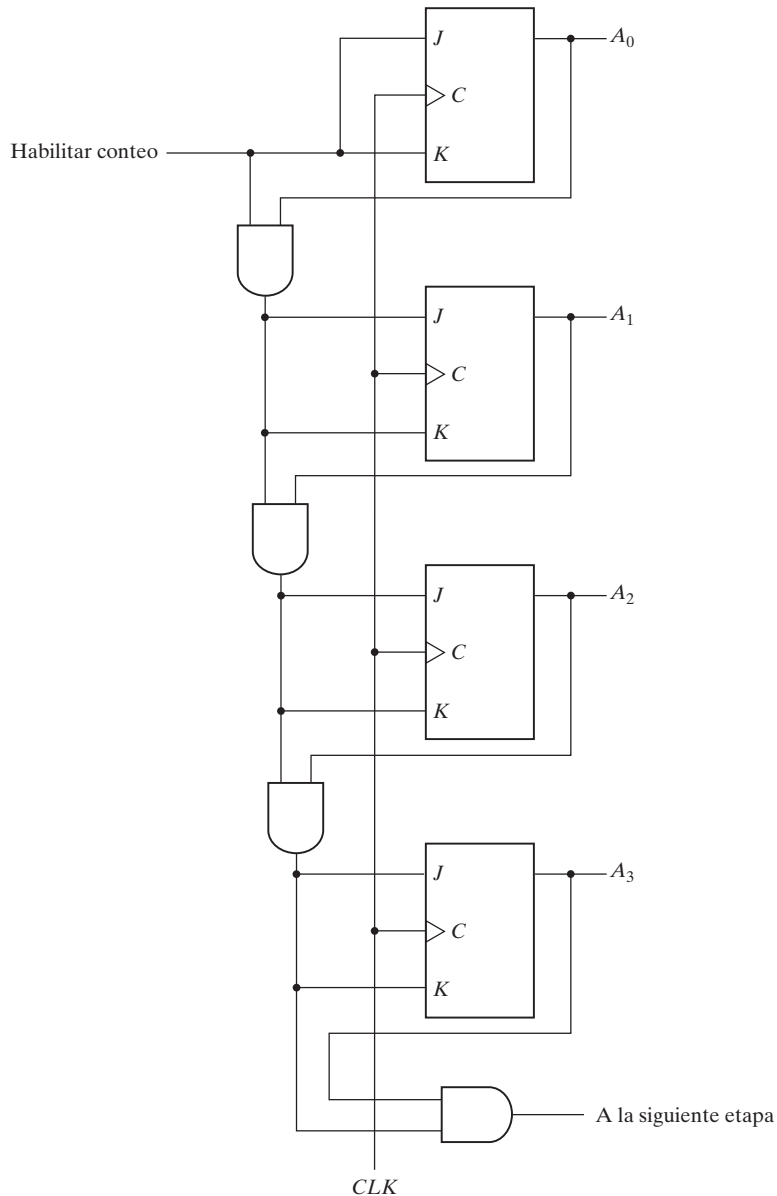 J
A₀
C
Habilitar conteo
K
J
A₁
C
K
J
A₂
C
K
J
A₃
C
K
A la siguiente etapa
CLK